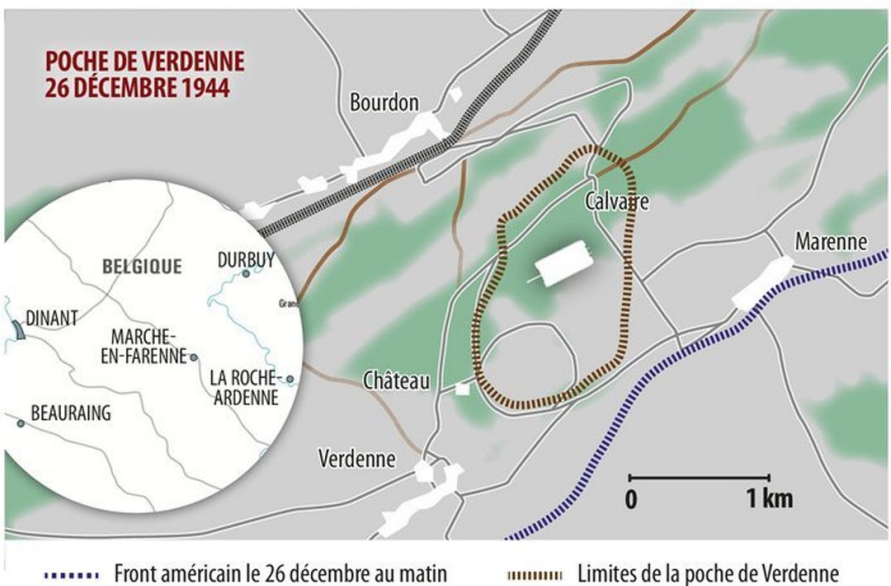 POCHE DE VERDENNE
26 DÉCEMBRE 1944
Bourdon
Calvaire
Marenne
BELGIQUE
DURBUY
Gran
DINANT
MARCHE-
EN-FARENNE
LA ROCHE-
ARDENNE
BEAURAING
Château
Verdenne
0 1 km
Front américain le 26 décembre au matin
Limites de la poche de Verdenne